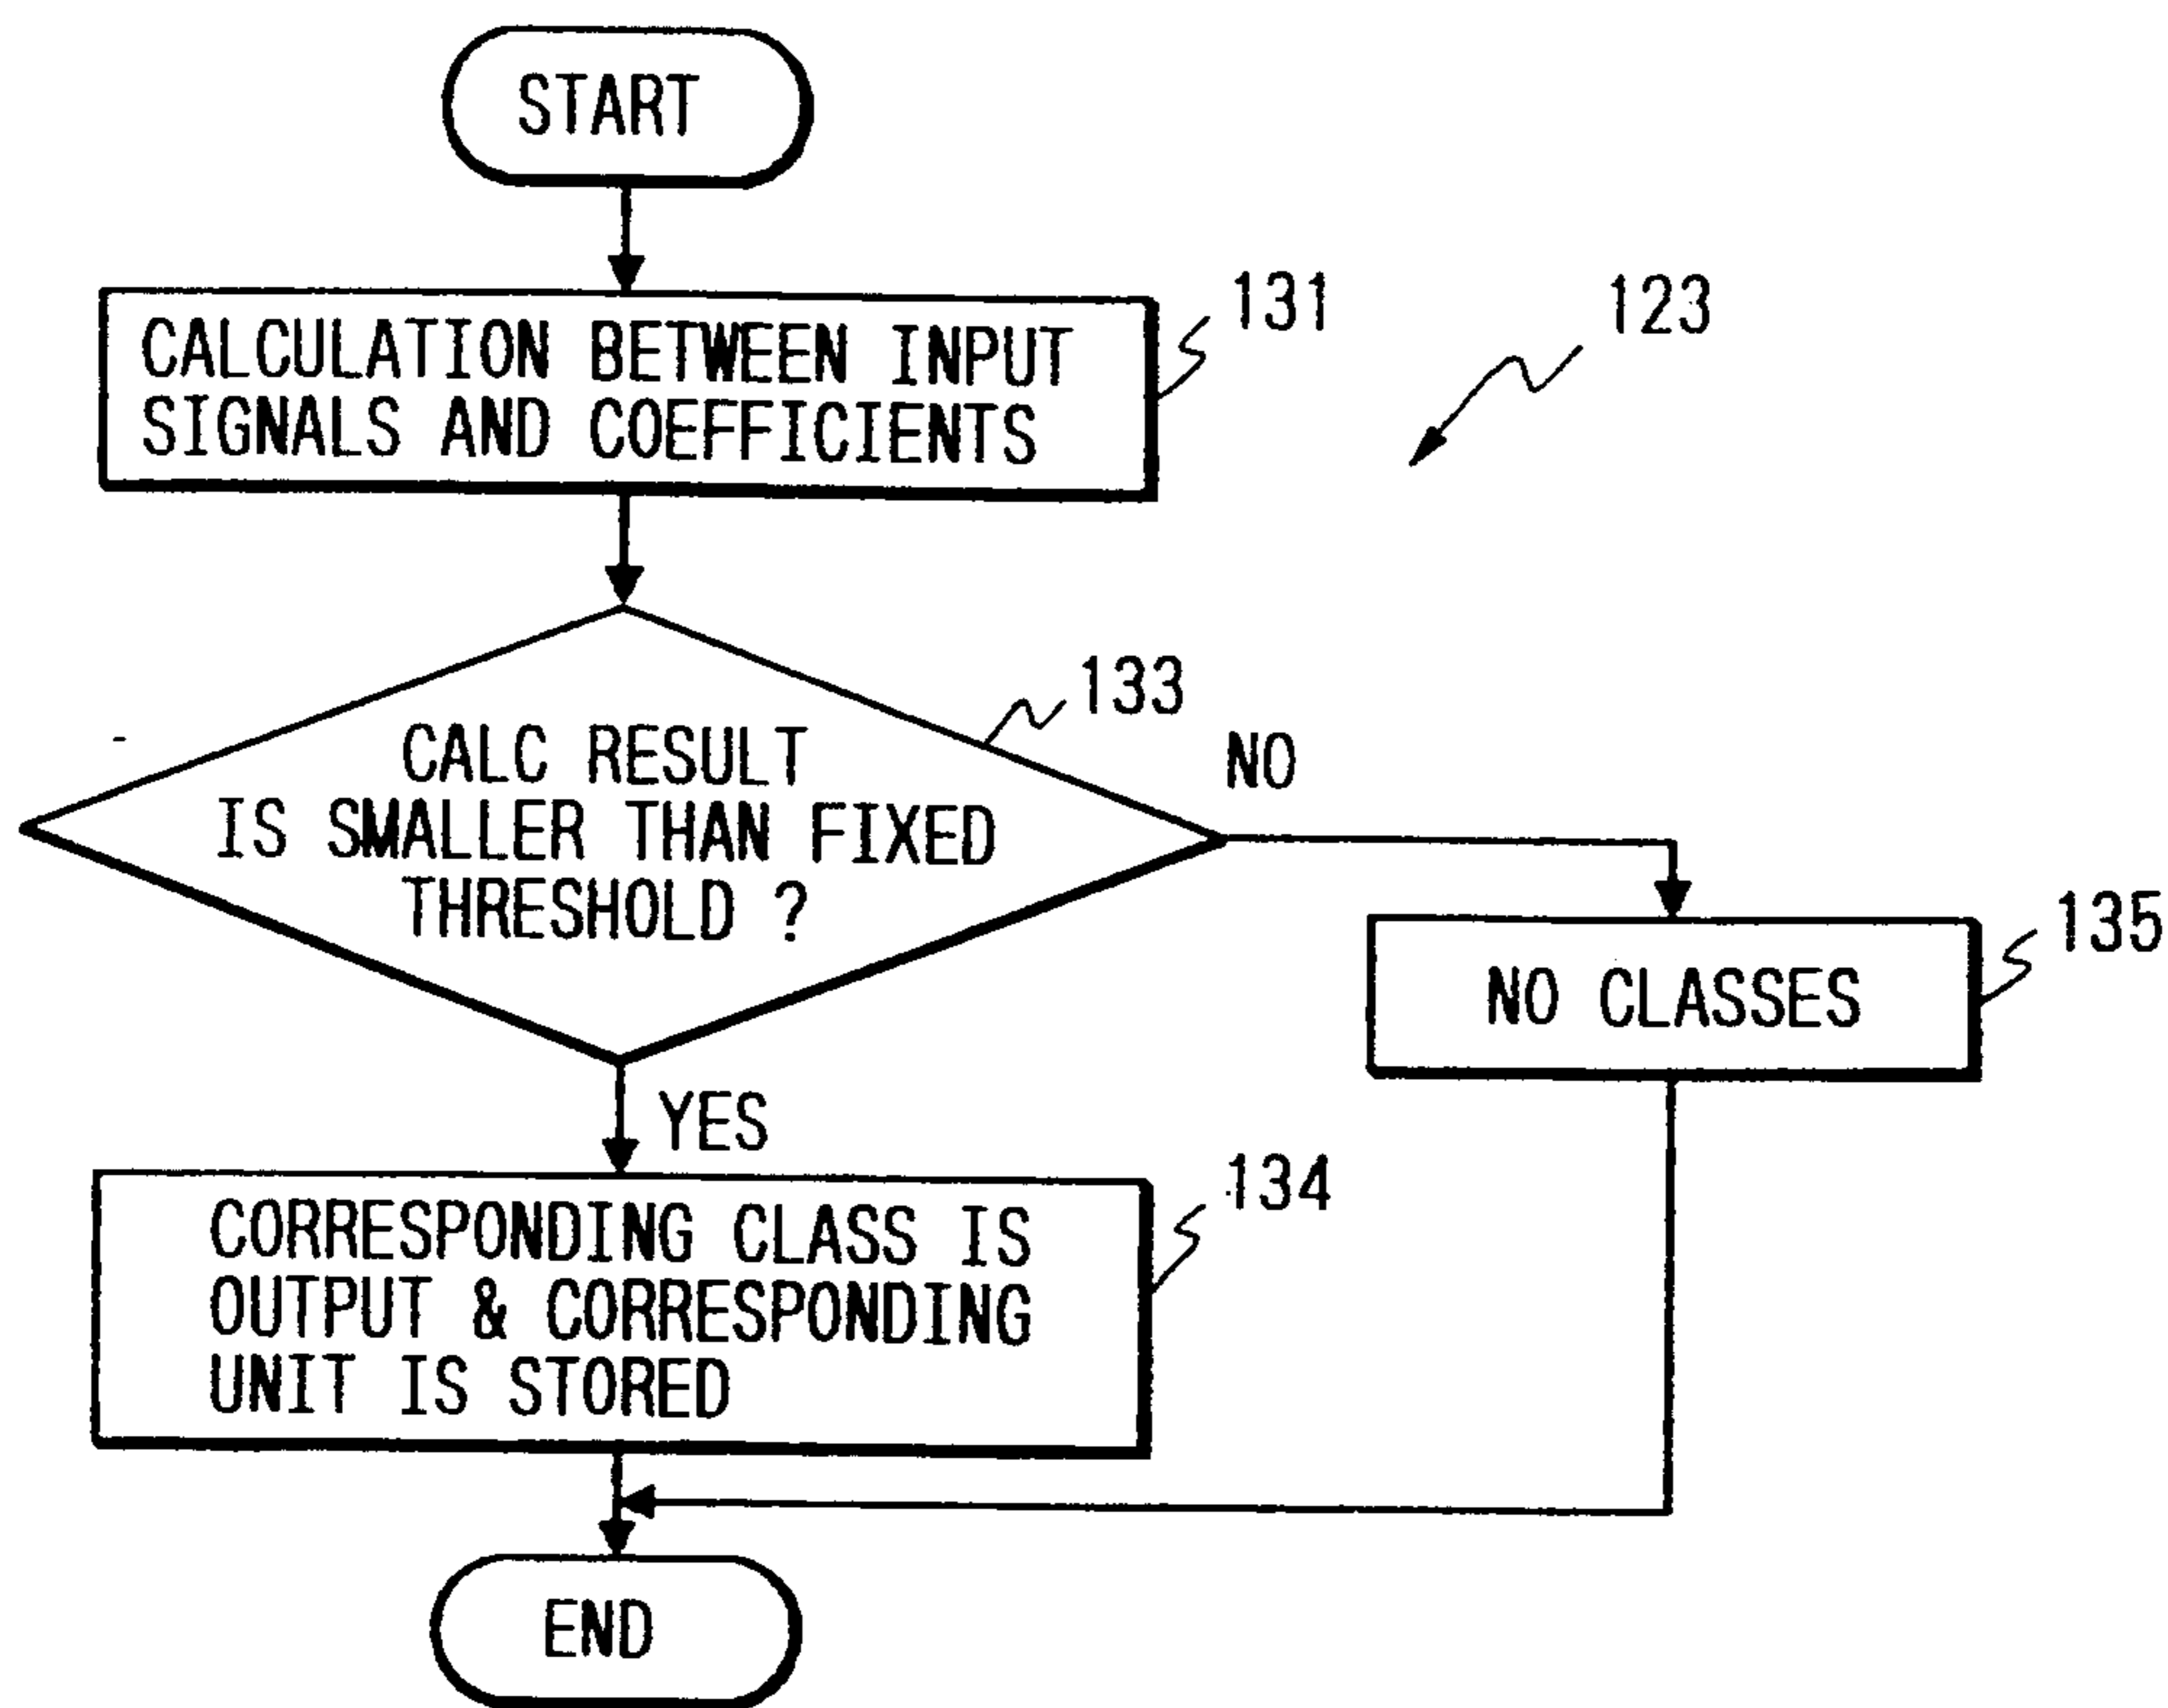 START
CALCULATION BETWEEN INPUT
SIGNALS AND COEFFICIENTS
131
123
CALC RESULT
IS SMALLER THAN FIXED
THRESHOLD ?
133
NO
NO CLASSES
135
YES
CORRESPONDING CLASS IS
OUTPUT & CORRESPONDING
UNIT IS STORED
134
END